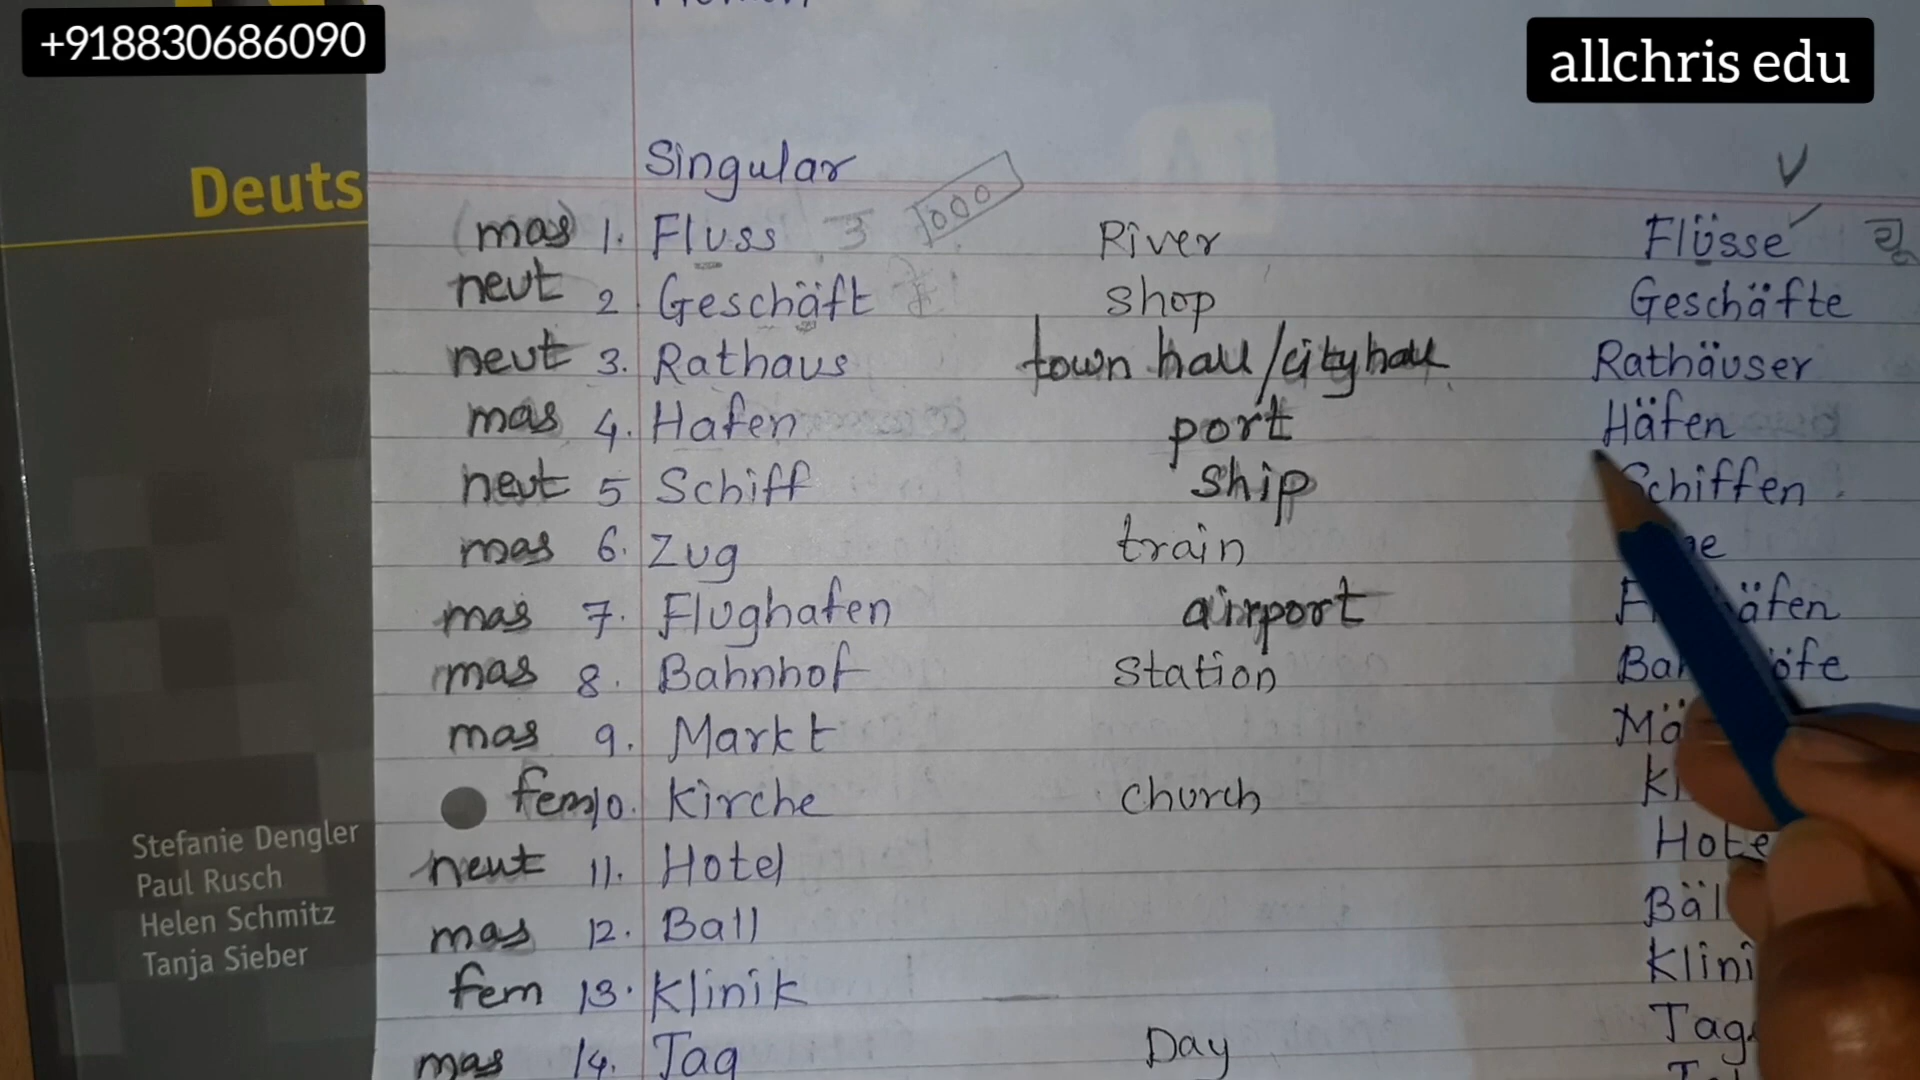 +918830686090
allchris edu
Deuts
Singular
(mas) 1. Fluss River Flüsse
neut 2. Geschäft Shop Geschäfte
neut 3. Rathaus town hall/city hall Rathäuser
mas 4. Hafen port Häfen
neut 5 Schiff Ship Schiffen
mas 6. Zug train
mas 7. Flughafen airport
mas 8. Bahnhof Station
mas 9. Markt
fem 10. Kirche Church
neut 11. Hotel
mas 12. Ball
fem 13. Klinik
mas 14. Tag Day
Stefanie Dengler
Paul Rusch
Helen Schmitz
Tanja Sieber